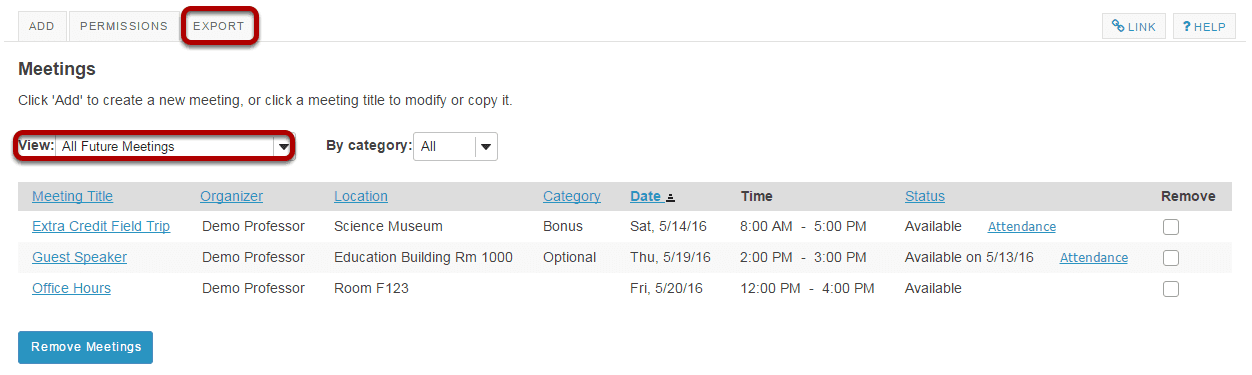 ADD PERMISSIONS EXPORT LINK ? HELP
Meetings
Click 'Add' to create a new meeting, or click a meeting title to modify or copy it.
View: All Future Meetings By category: All
Meeting Title Organizer Location Category Date Time Status Remove
Extra Credit Field Trip Demo Professor Science Museum Bonus Sat, 5/14/16 8:00 AM - 5:00 PM Available Attendance
Guest Speaker Demo Professor Education Building Rm 1000 Optional Thu, 5/19/16 2:00 PM - 3:00 PM Available on 5/13/16 Attendance
Office Hours Demo Professor Room F123 Fri, 5/20/16 12:00 PM - 4:00 PM Available
Remove Meetings